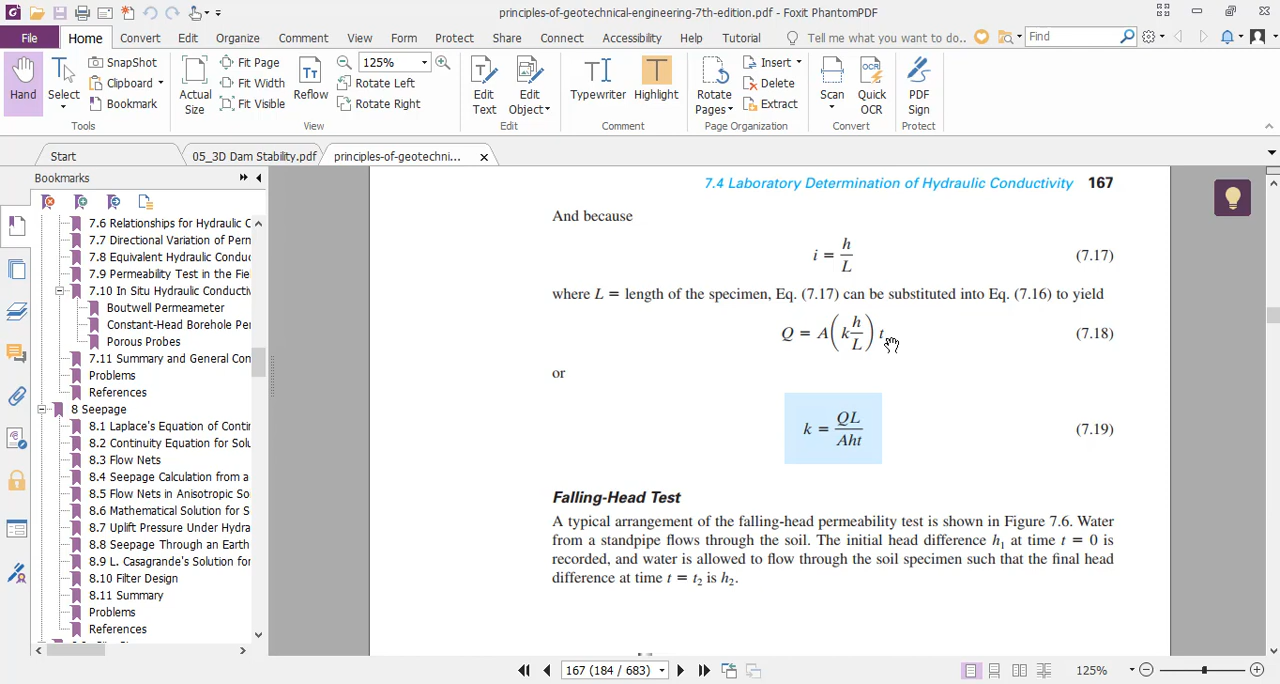 principles-of-geotechnical-engineering-7th-edition.pdf - Foxit PhantomPDF
File Home Convert Edit Organize Comment View Form Protect Share Connect Accessibility Help Tutorial Tell me what you want to do.. Find
Hand
Select
SnapShot
Clipboard
Bookmark
Tools
Actual Size
Fit Page
Fit Width
Fit Visible
Reflow
125%
Rotate Left
Rotate Right
View
Edit Text
Edit Object
Edit
Typewriter
Highlight
Comment
Rotate Pages
Insert
Delete
Extract
Page Organization
Scan
Quick OCR
Convert
PDF Sign
Protect
Start 05_3D Dam Stability.pdf principles-of-geotechni...
Bookmarks
7.6 Relationships for Hydraulic C
7.7 Directional Variation of Perm
7.8 Equivalent Hydraulic Conduc
7.9 Permeability Test in the Fiel
7.10 In Situ Hydraulic Conductiv
Boutwell Permeameter
Constant-Head Borehole Per
Porous Probes
7.11 Summary and General Con
Problems
References
8 Seepage
8.1 Laplace's Equation of Contin
8.2 Continuity Equation for Solu
8.3 Flow Nets
8.4 Seepage Calculation from a
8.5 Flow Nets in Anisotropic Soi
8.6 Mathematical Solution for S
8.7 Uplift Pressure Under Hydra
8.8 Seepage Through an Earth
8.9 L. Casagrande's Solution for
8.10 Filter Design
8.11 Summary
Problems
References
7.4 Laboratory Determination of Hydraulic Conductivity 167
And because
i = h/L (7.17)
where L = length of the specimen, Eq. (7.17) can be substituted into Eq. (7.16) to yield
Q = A(k h/L) t (7.18)
or
k = QL/Aht (7.19)
Falling-Head Test
A typical arrangement of the falling-head permeability test is shown in Figure 7.6. Water
from a standpipe flows through the soil. The initial head difference h₁ at time t = 0 is
recorded, and water is allowed to flow through the soil specimen such that the final head
difference at time t = t₂ is h₂.
167 (184 / 683)
125%